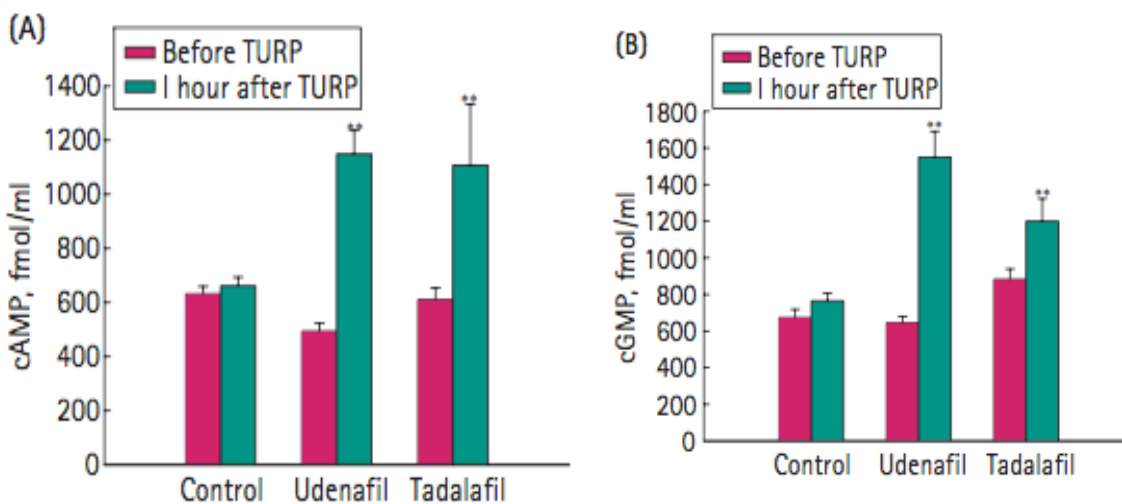 (A)
Before TURP
I hour after TURP
1400
1200
1000
800
600
400
200
0
cAMP, fmol/ml
**
**
Control Udenafil Tadalafil
(B)
Before TURP
I hour after TURP
1800
1600
1400
1200
1000
800
600
400
200
0
cGMP, fmol/ml
**
**
Control Udenafil Tadalafil